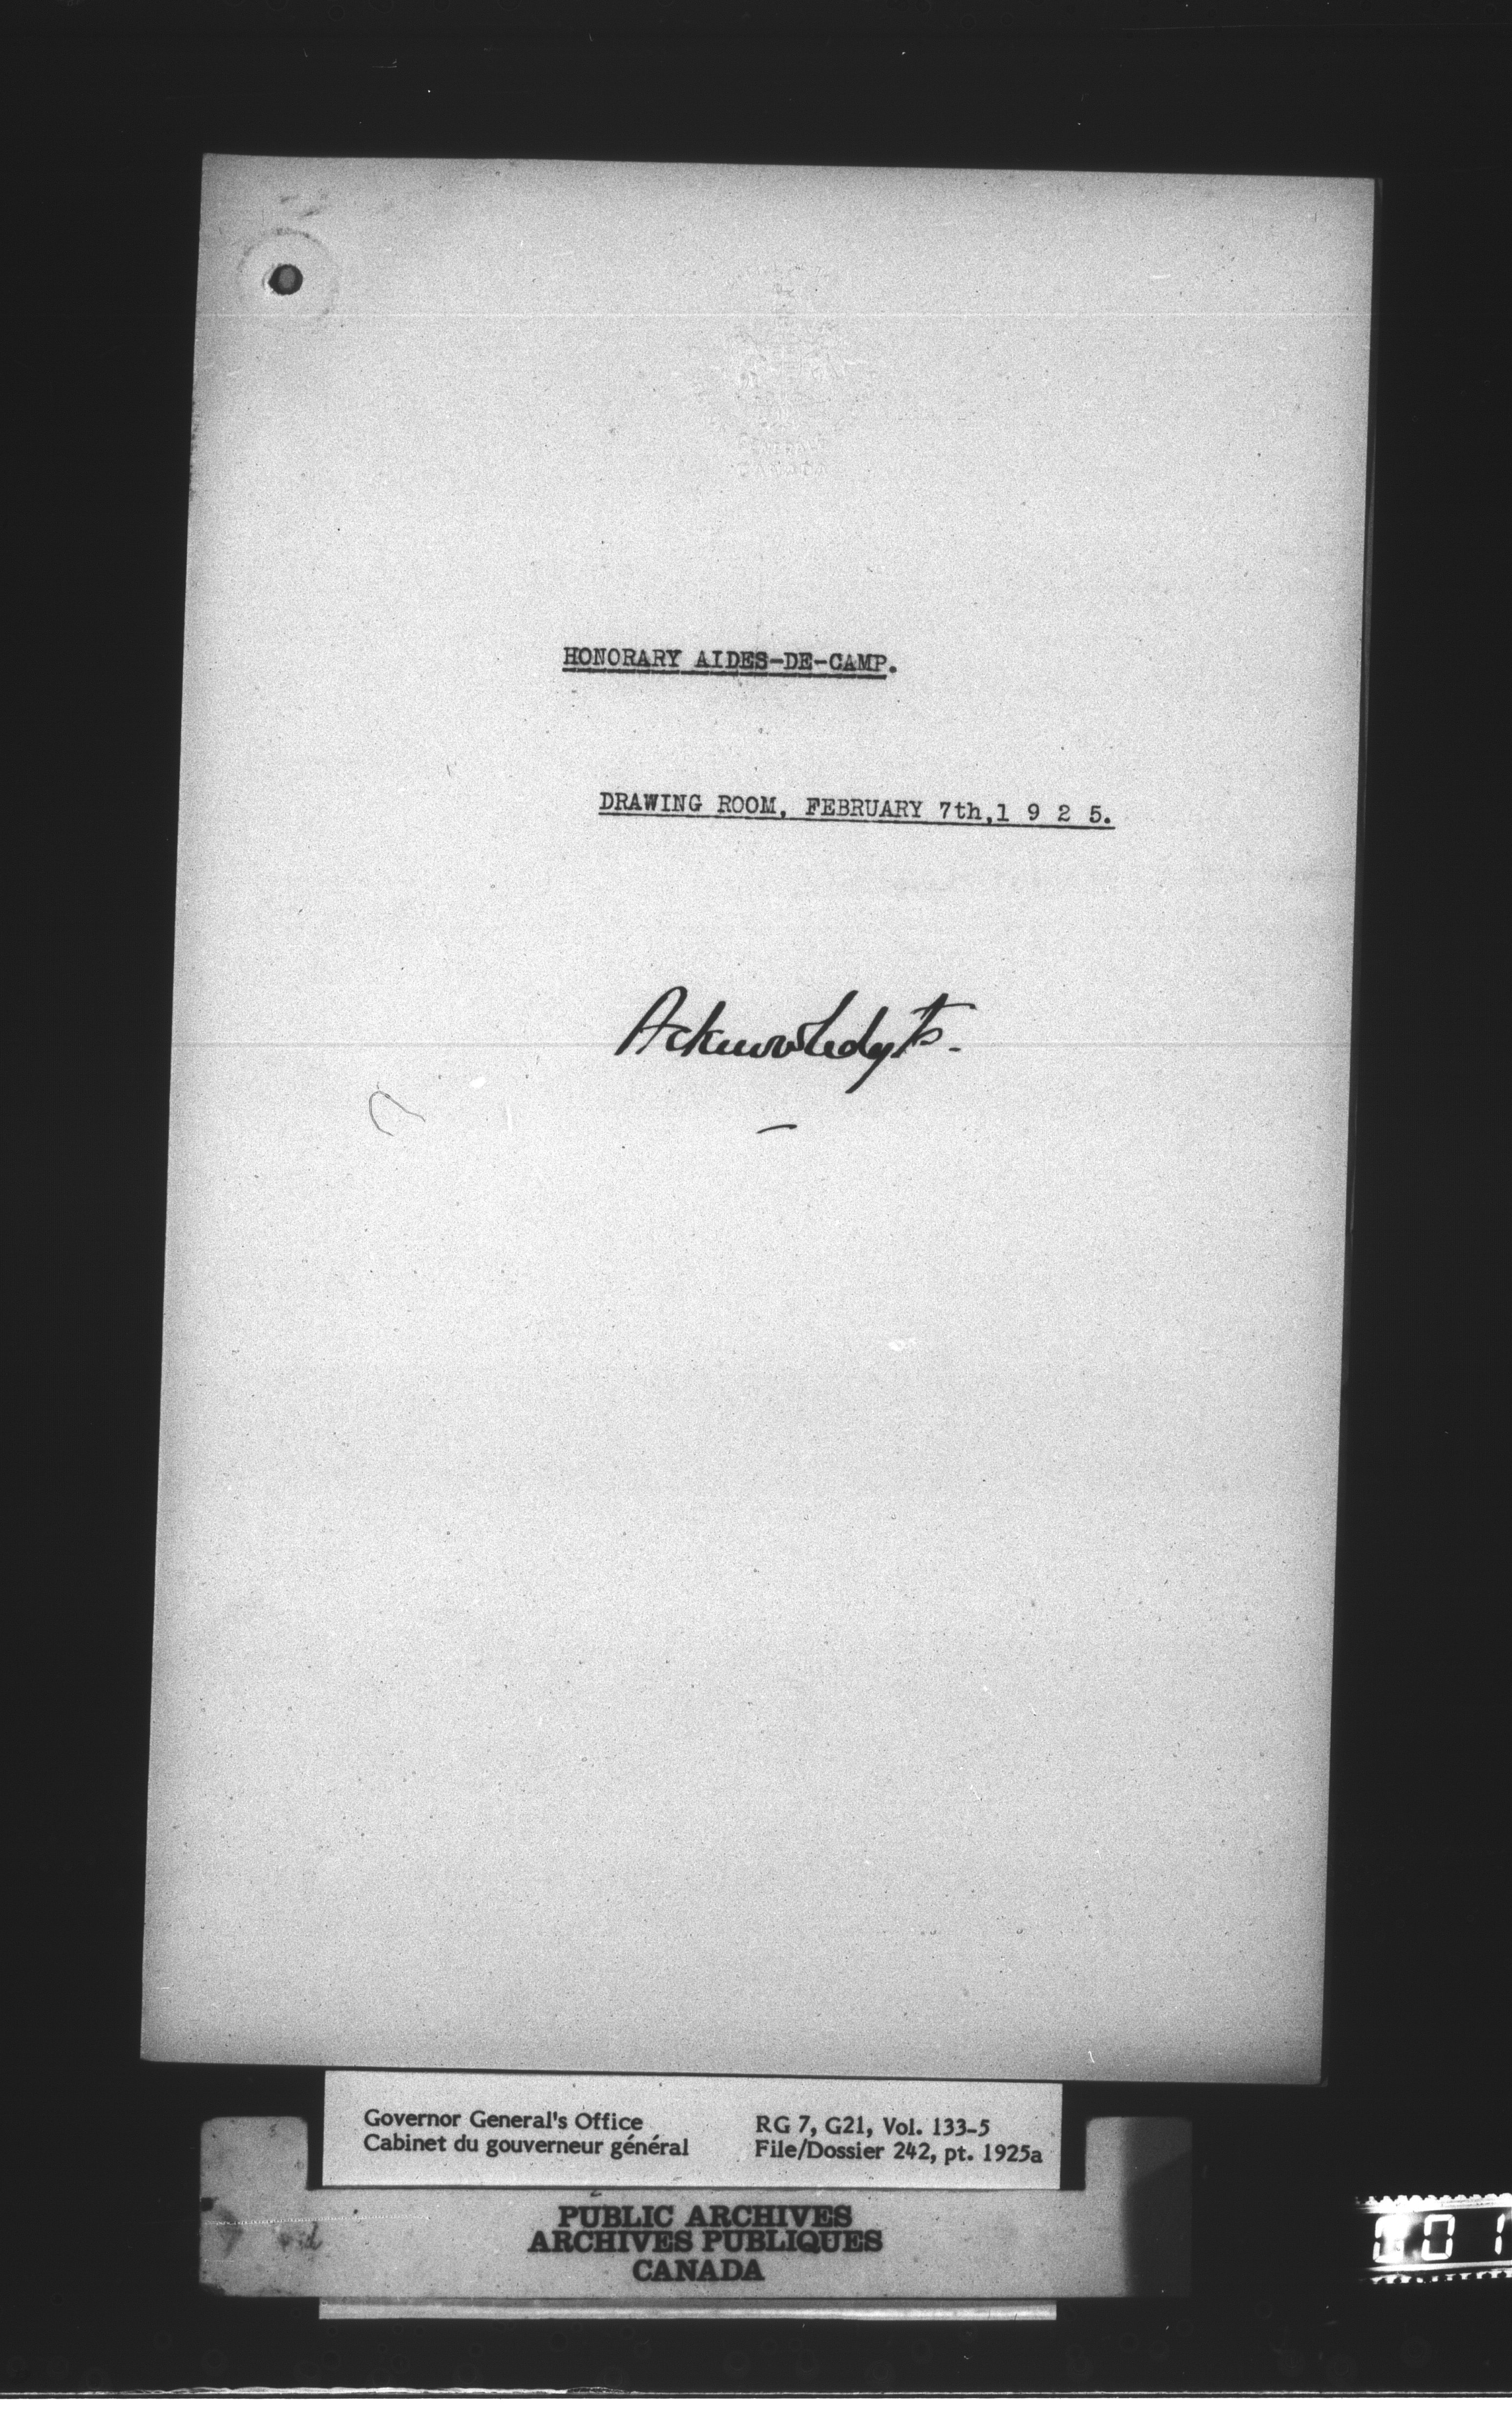 HONORARY AIDES-DE-CAMP.
DRAWING ROOM, FEBRUARY 7th,1 9 2 5.
Acknowledgts.
Governor General's Office
Cabinet du gouverneur général
RG 7, G21, Vol. 133-5
File/Dossier 242, pt. 1925a
PUBLIC ARCHIVES
ARCHIVES PUBLIQUES
CANADA